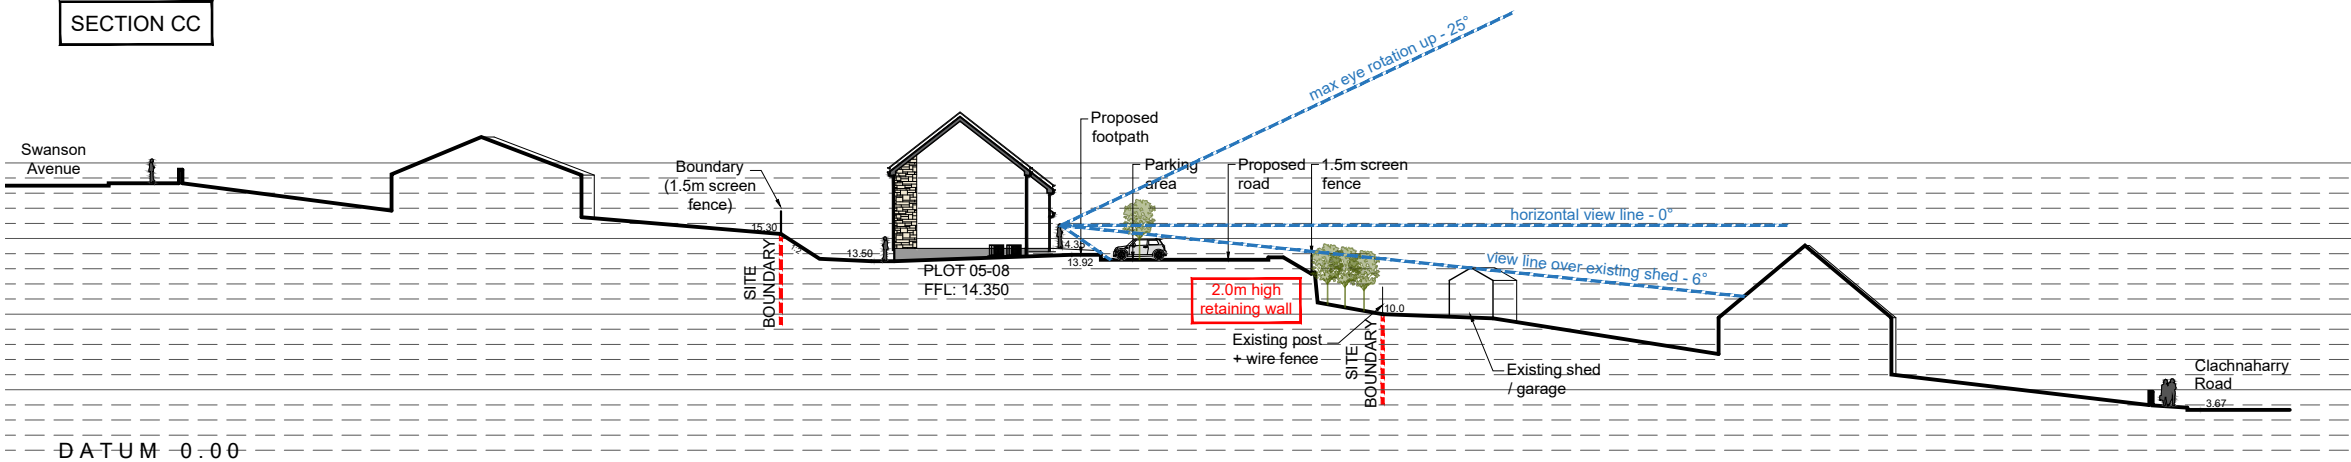 SECTION CC
max eye rotation up - 25°
Swanson
Avenue
Boundary
(1.5m screen
fence)
15.30
SITE
BOUNDARY
13.50
PLOT 05-08
FFL: 14.350
14.35
13.92
Proposed
footpath
Parking
area
Proposed
road
1.5m screen
fence
horizontal view line - 0°
view line over existing shed - 6°
2.0m high
retaining wall
10.0
Existing post
+ wire fence
SITE
BOUNDARY
Existing shed
/ garage
Clachnaharry
Road
3.67
DATUM 0.00